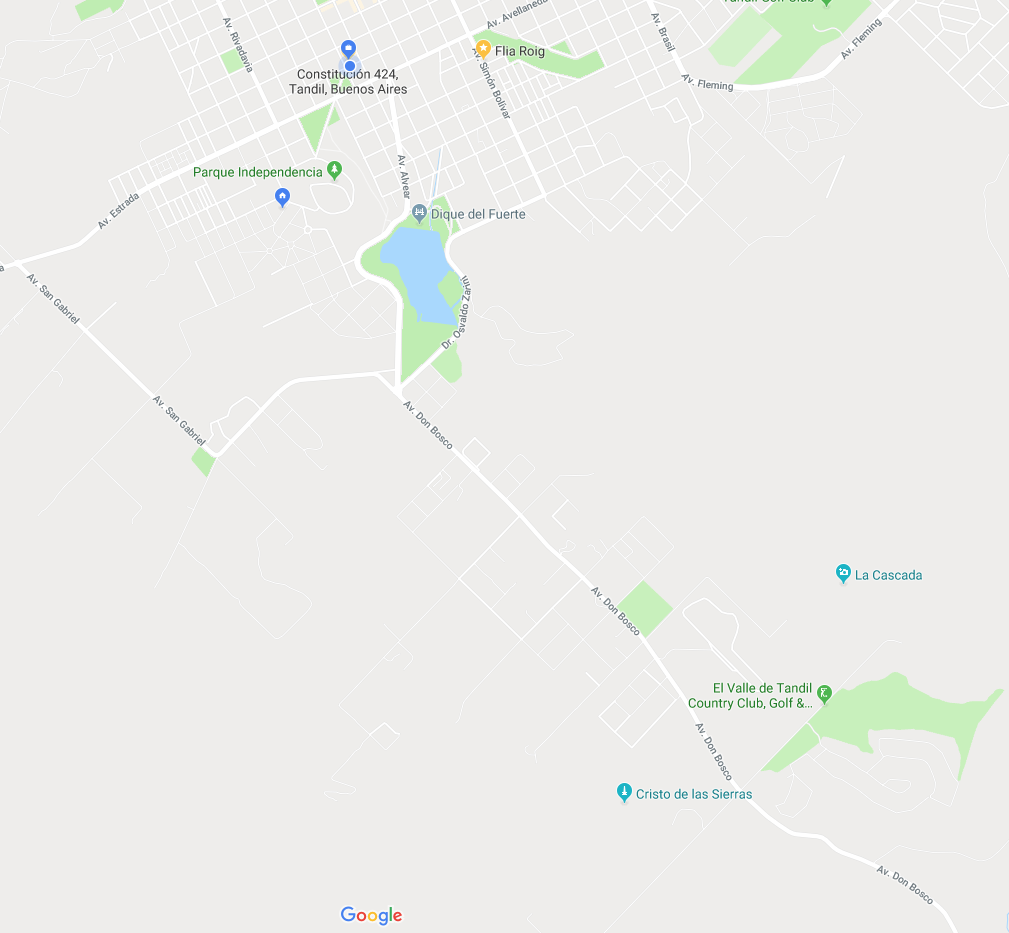 Tandil Golf Club
Av. Avellaneda
Av. Rivadavia
Av. Brasil
Av. Fleming
Flia Roig
Av. Simón Bolívar
Constitución 424,
Tandil, Buenos Aires
Av. Fleming
Parque Independencia
Av. Alvear
Av. Estrada
Dique del Fuerte
a
Av. San Gabriel
Dr. Osvaldo Zarini
Av. San Gabriel
Av. Don Bosco
La Cascada
Av. Don Bosco
El Valle de Tandil
Country Club, Golf &...
Av. Don Bosco
Cristo de las Sierras
Av. Don Bosco
Google